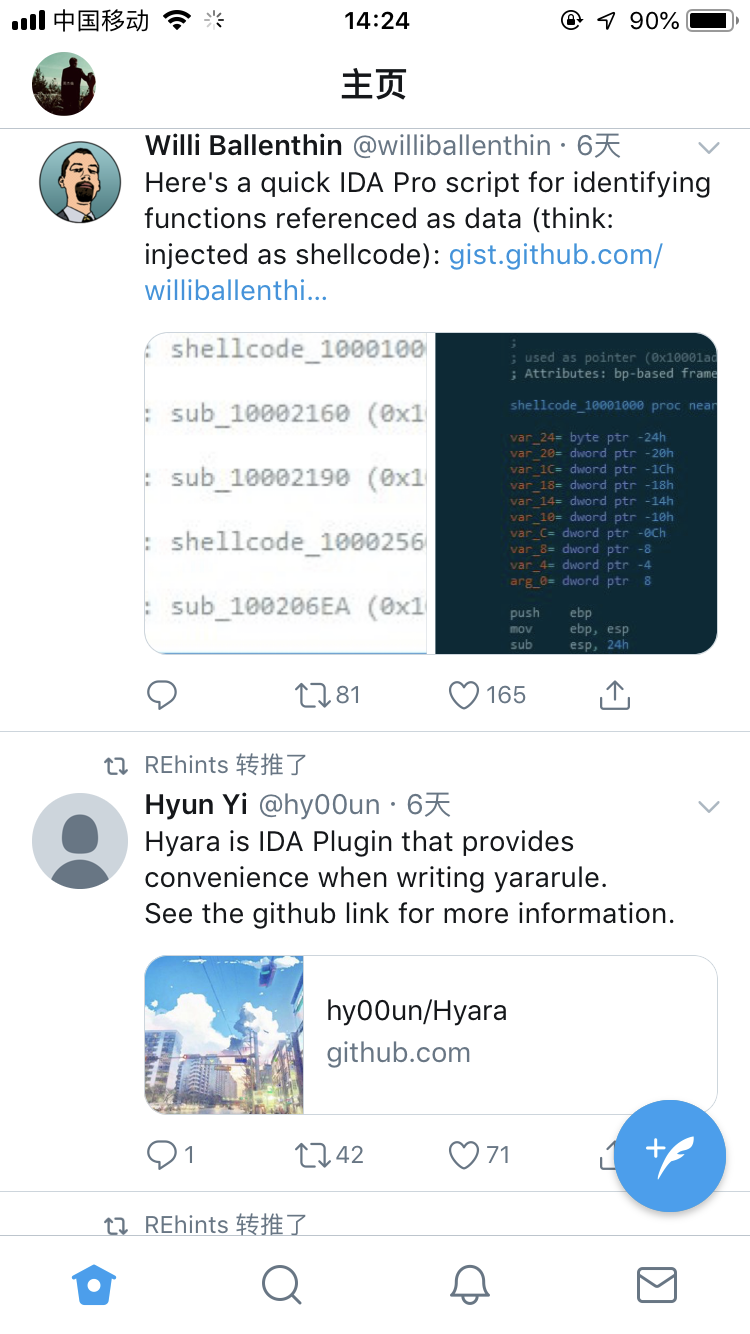 中国移动 14:24 90%
主页
Willi Ballenthin @williballenthin · 6天
Here's a quick IDA Pro script for identifying
functions referenced as data (think:
injected as shellcode): gist.github.com/
williballenthi...
: shellcode_1000100
: sub_10002160 (0x1
: sub_10002190 (0x1
: shellcode_1000256
: sub_100206EA (0x1
;
; used as pointer (0x10001ad
; Attributes: bp-based frame
shellcode_10001000 proc near
var_24= byte ptr -24h
var_20= dword ptr -20h
var_1C= dword ptr -1Ch
var_18= dword ptr -18h
var_14= dword ptr -14h
var_10= dword ptr -10h
var_C= dword ptr -0Ch
var_8= dword ptr -8
var_4= dword ptr -4
arg_0= dword ptr 8
push ebp
mov ebp, esp
sub esp, 24h
81 165
REhints 转推了
Hyun Yi @hy00un · 6天
Hyara is IDA Plugin that provides
convenience when writing yararule.
See the github link for more information.
hy00un/Hyara
github.com
1 42 71
REhints 转推了